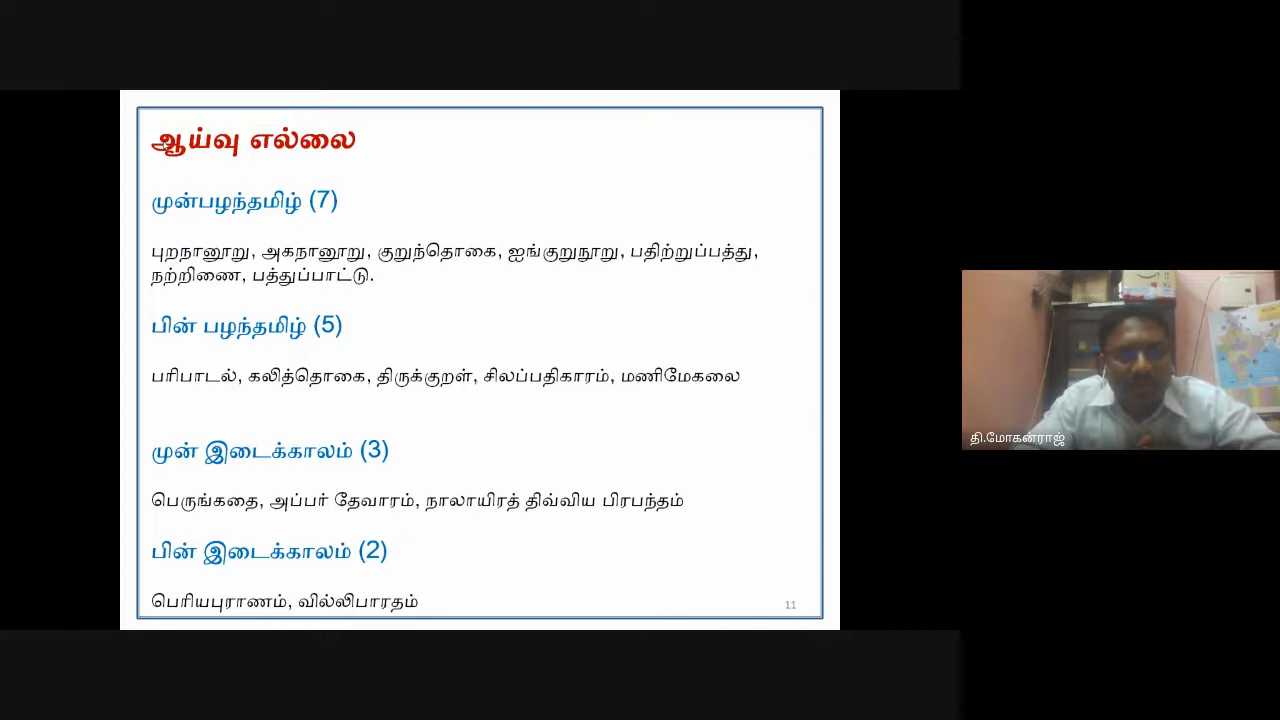 ஆய்வு எல்லை
முன்பழந்தமிழ் (7)
புறநானூறு, அகநானூறு, குறுந்தொகை, ஐங்குறுநூறு, பதிற்றுப்பத்து,
நற்றிணை, பத்துப்பாட்டு.
பின் பழந்தமிழ் (5)
பரிபாடல், கலித்தொகை, திருக்குறள், சிலப்பதிகாரம், மணிமேகலை
முன் இடைக்காலம் (3)
பெருங்கதை, அப்பர் தேவாரம், நாலாயிரத் திவ்விய பிரபந்தம்
பின் இடைக்காலம் (2)
பெரியபுராணம், வில்லிபாரதம்
11
தி.மோகன்ராஜ்